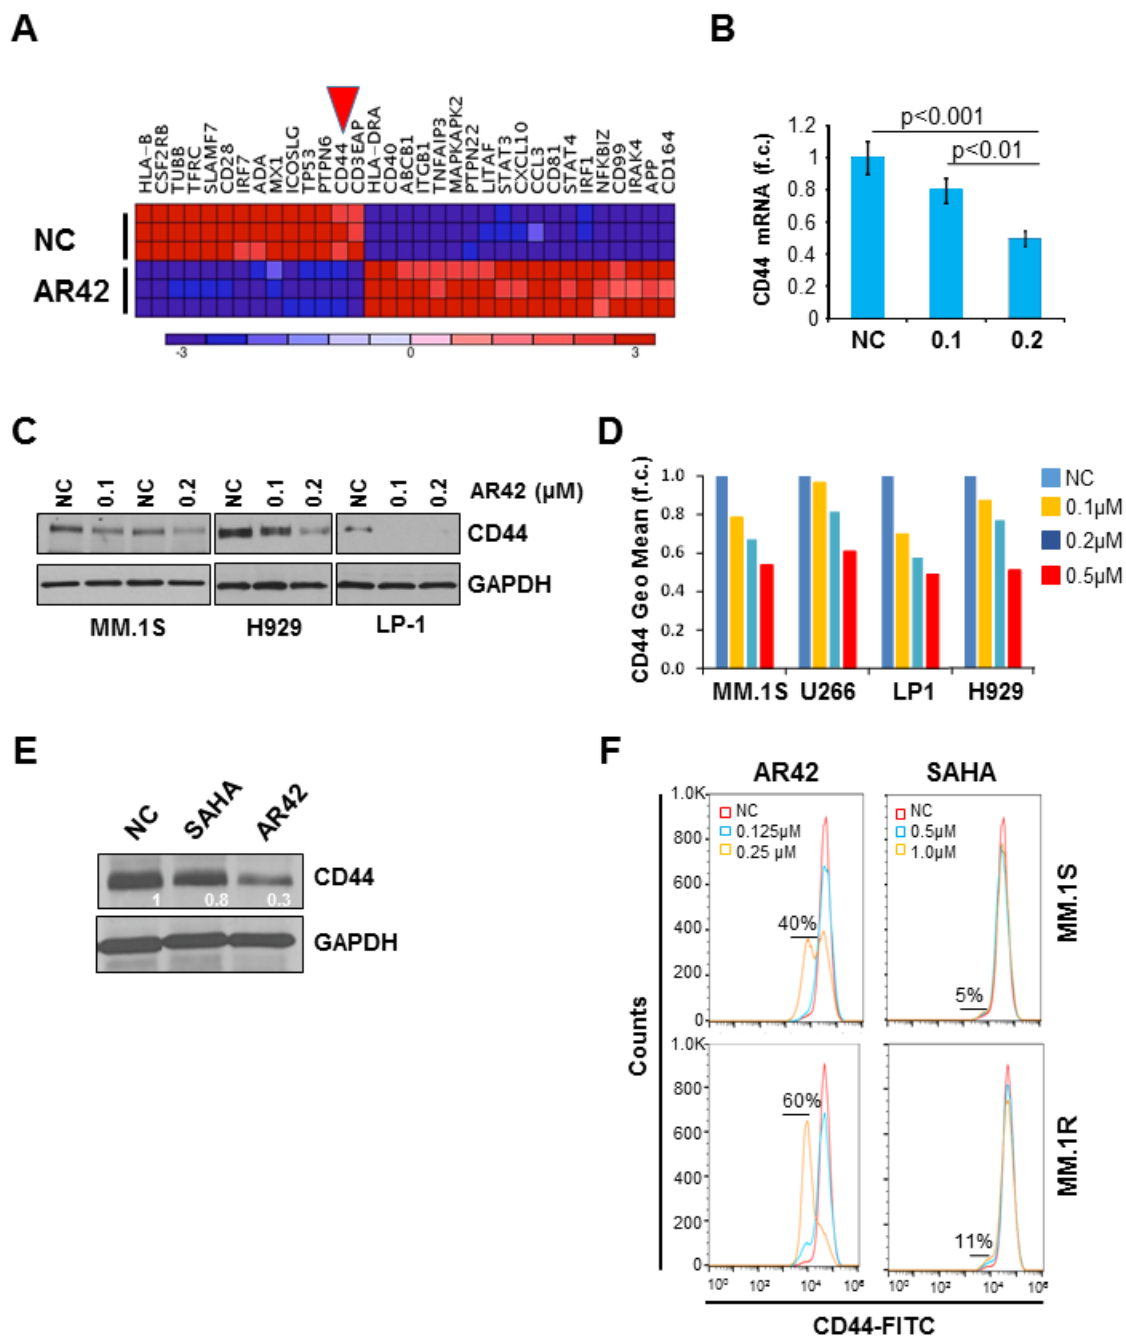 A
HLA-B CSF2RB TUBB TFRC SLAMF7 CD28 IRF7 ADA MX1 ICOSLG TP53 PTPN6 CD44 CD3EAP HLA-DRA CD40 ABCB1 ITGB1 TNFAIP3 MAPKAPK2 PTPN22 LITAF STAT3 CXCL10 CCL3 CD81 STAT4 IRF1 NFKBIZ CD99 IRAK4 APP CD164
NC
AR42
-3 0 3
B
p<0.001
p<0.01
CD44 mRNA (f.c.)
1.2
1
0.8
0.6
0.4
0.2
0
NC 0.1 0.2
C
NC 0.1 NC 0.2 NC 0.1 0.2 NC 0.1 0.2 AR42 (µM)
CD44
GAPDH
MM.1S H929 LP-1
D
CD44 Geo Mean (f.c.)
1.0
0.8
0.6
0.4
0.2
0.0
MM.1S U266 LP1 H929
NC
0.1µM
0.2µM
0.5µM
E
NC SAHA AR42
CD44
1 0.8 0.3
GAPDH
F
AR42 SAHA
Counts
1.0K
800
600
400
200
0
NC
0.125µM
0.25 µM
40%
NC
0.5µM
1.0µM
5%
MM.1S
1.0K
800
600
400
200
0
60%
11%
MM.1R
10⁰ 10² 10⁴ 10⁶ 10⁰ 10² 10⁴ 10⁶
CD44-FITC